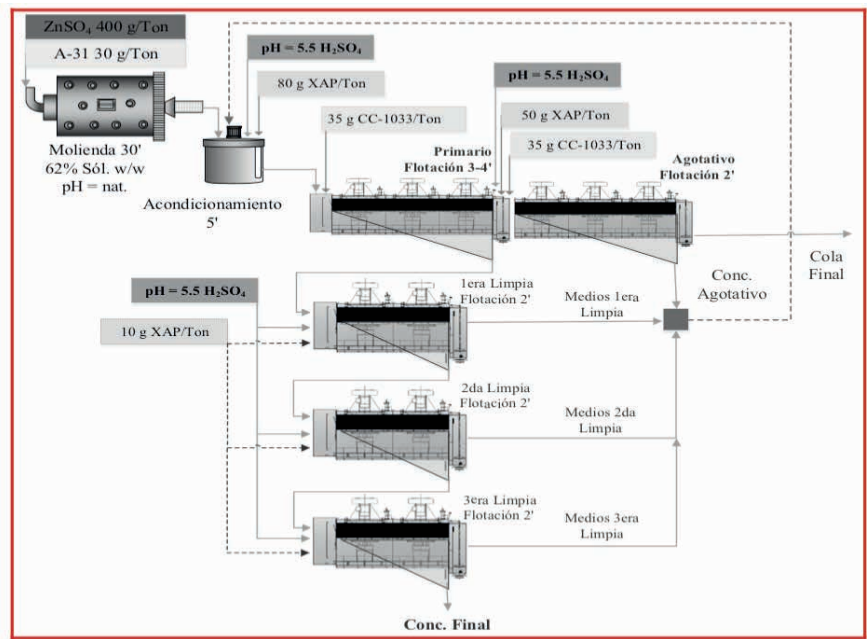 ZnSO₄ 400 g/Ton
A-31 30 g/Ton
pH = 5.5 H₂SO₄
80 g XAP/Ton
Molienda 30'
62% Sól. w/w
pH = nat.
Acondicionamiento
5'
35 g CC-1033/Ton
Primario
Flotación 3-4'
pH = 5.5 H₂SO₄
50 g XAP/Ton
35 g CC-1033/Ton
Agotativo
Flotación 2'
Cola
Final
Conc.
Agotativo
pH = 5.5 H₂SO₄
10 g XAP/Ton
1era Limpia
Flotación 2'
Medios 1era
Limpia
2da Limpia
Flotación 2'
Medios 2da
Limpia
3era Limpia
Flotación 2'
Medios 3era
Limpia
Conc. Final